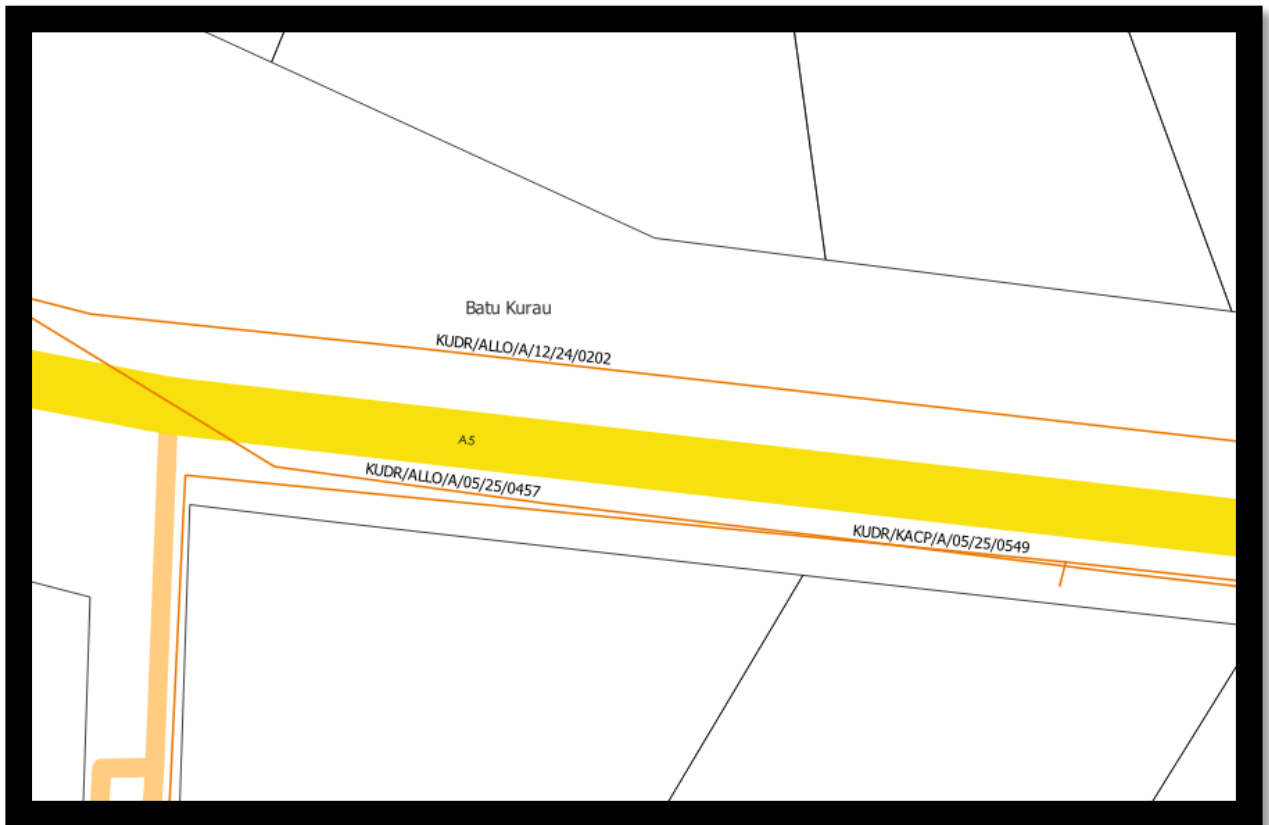 Batu Kurau
KUDR/ALLO/A/12/24/0202
A5
KUDR/ALLO/A/05/25/0457
KUDR/KACP/A/05/25/0549